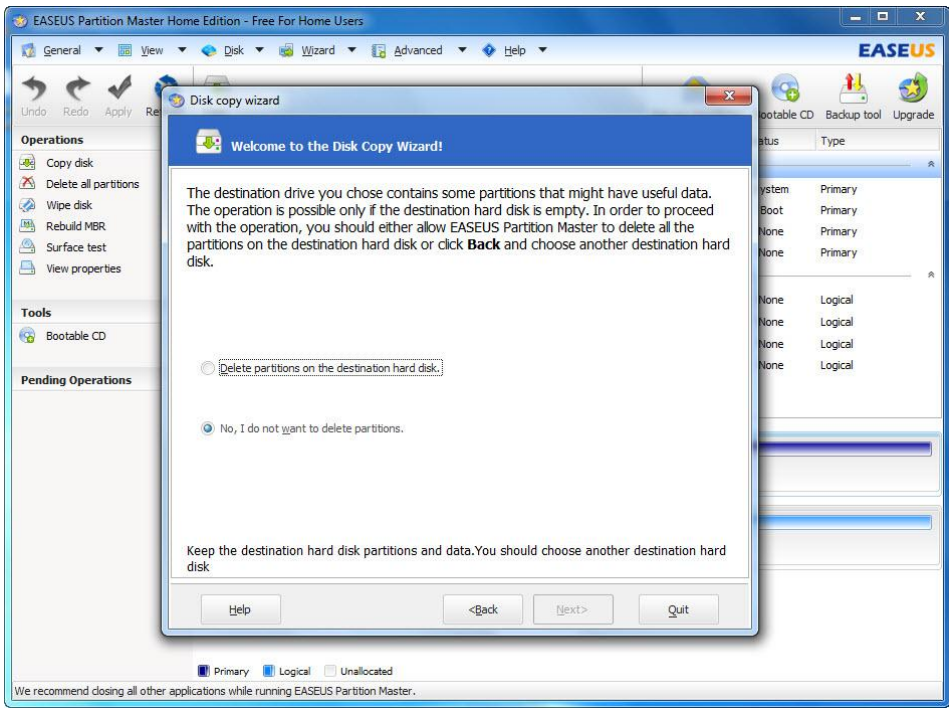 EASEUS Partition Master Home Edition - Free For Home Users
General View Disk Wizard Advanced Help EASEUS
Undo Redo Apply Bootable CD Backup tool Upgrade
Operations
Copy disk
Delete all partitions
Wipe disk
Rebuild MBR
Surface test
View properties
Tools
Bootable CD
Pending Operations
Disk copy wizard
Welcome to the Disk Copy Wizard!
The destination drive you chose contains some partitions that might have useful data.
The operation is possible only if the destination hard disk is empty. In order to proceed
with the operation, you should either allow EASEUS Partition Master to delete all the
partitions on the destination hard disk or click Back and choose another destination hard
disk.
Delete partitions on the destination hard disk.
No, I do not want to delete partitions.
Keep the destination hard disk partitions and data.You should choose another destination hard
disk
Help <Back Next> Quit
Type
Primary
Boot Primary
None Primary
None Primary
None Logical
None Logical
None Logical
None Logical
Primary Logical Unallocated
We recommend closing all other applications while running EASEUS Partition Master.